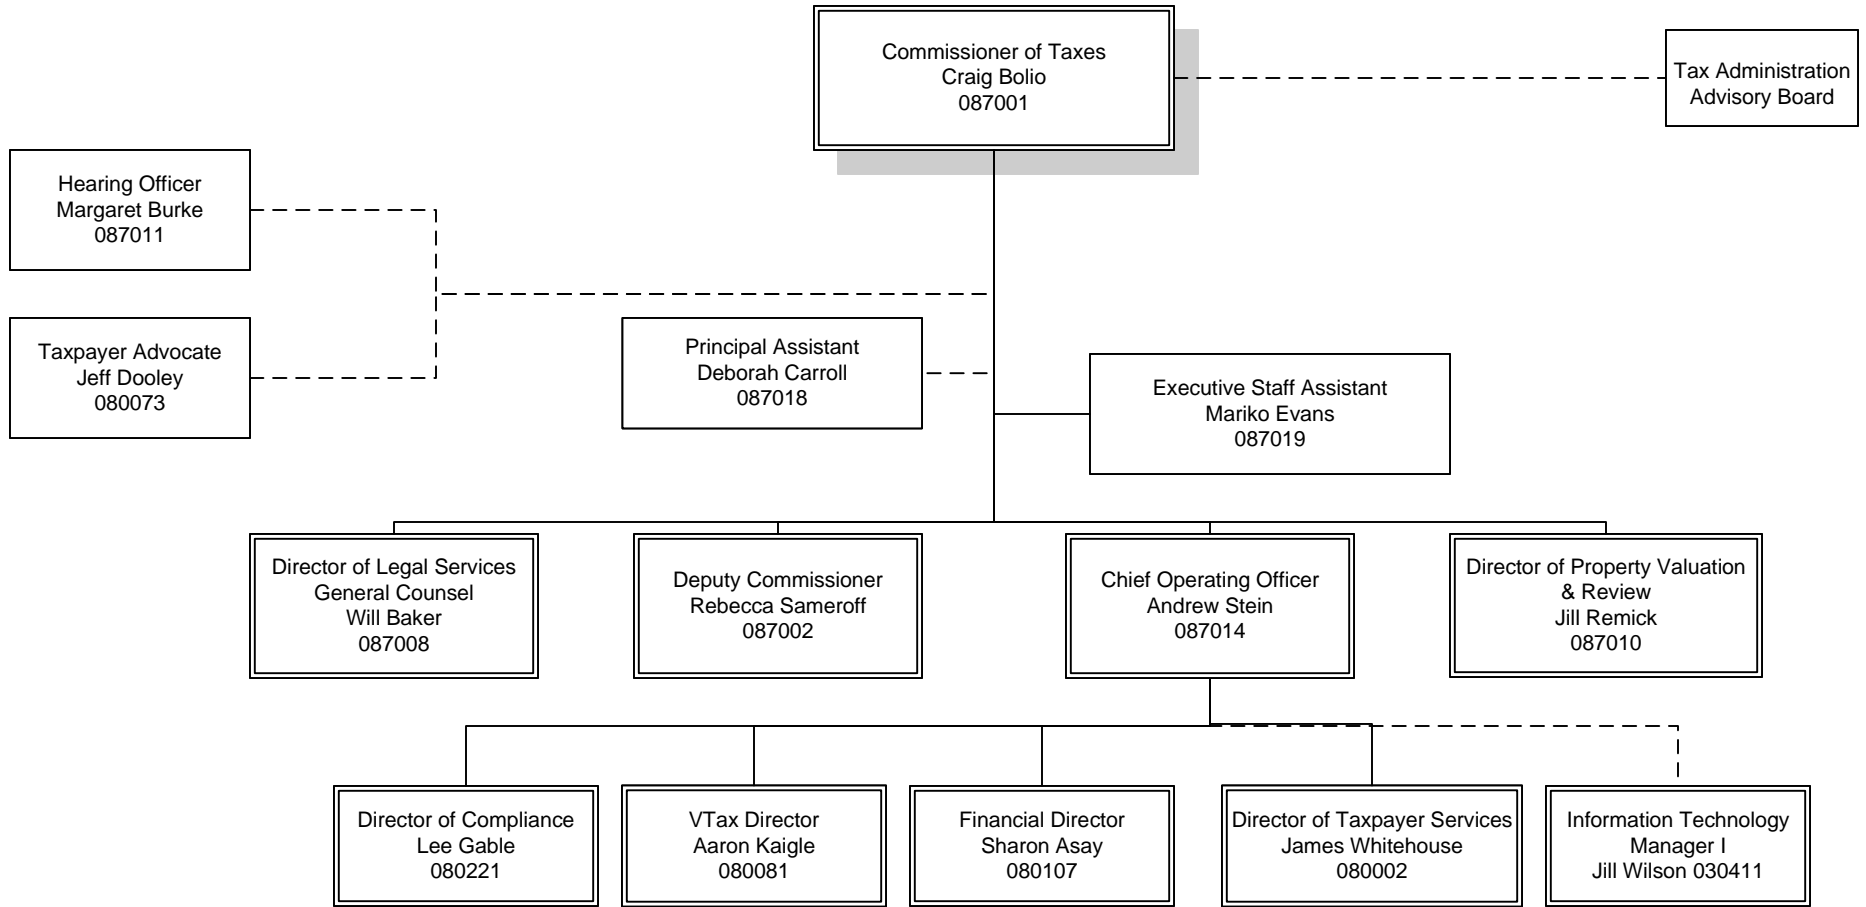 Commissioner of Taxes
Craig Bolio
087001
Tax Administration
Advisory Board
Hearing Officer
Margaret Burke
087011
Taxpayer Advocate
Jeff Dooley
080073
Principal Assistant
Deborah Carroll
087018
Executive Staff Assistant
Mariko Evans
087019
Director of Legal Services
General Counsel
Will Baker
087008
Deputy Commissioner
Rebecca Sameroff
087002
Chief Operating Officer
Andrew Stein
087014
Director of Property Valuation
& Review
Jill Remick
087010
Director of Compliance
Lee Gable
080221
VTax Director
Aaron Kaigle
080081
Financial Director
Sharon Asay
080107
Director of Taxpayer Services
James Whitehouse
080002
Information Technology
Manager I
Jill Wilson 030411